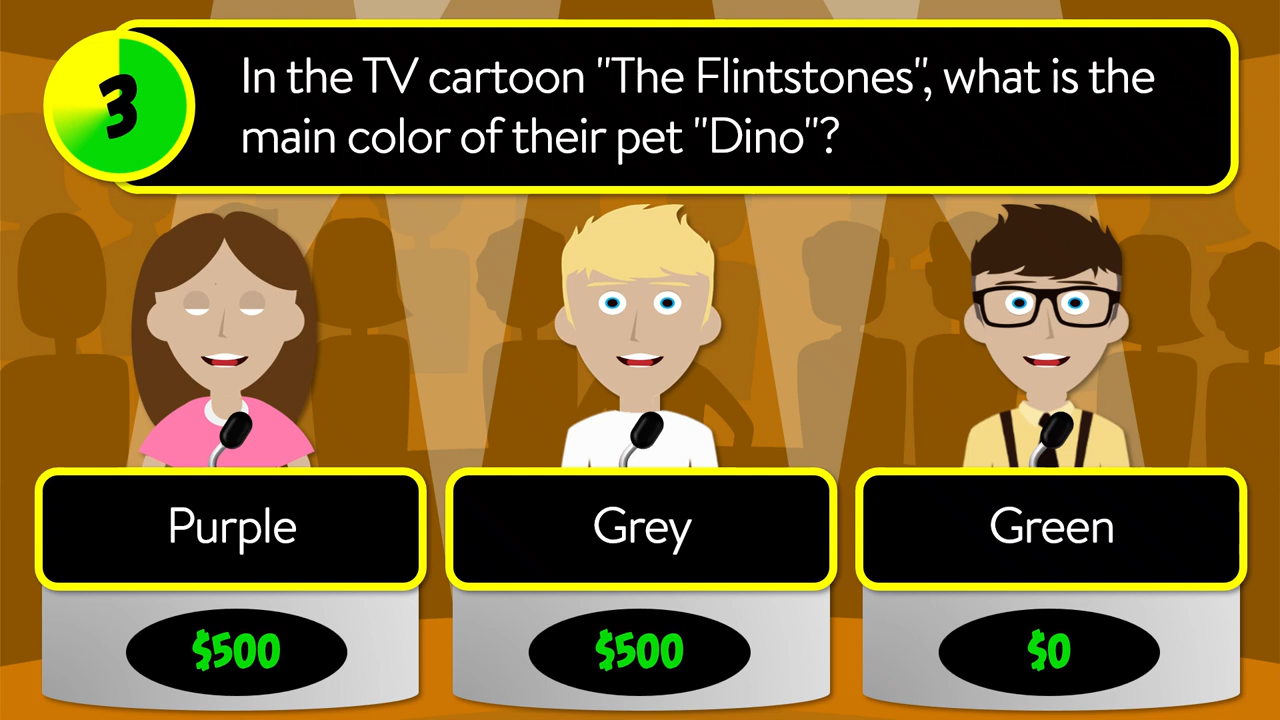 3
In the TV cartoon "The Flintstones", what is the
main color of their pet "Dino"?
Purple
Grey
Green
$500
$500
$0